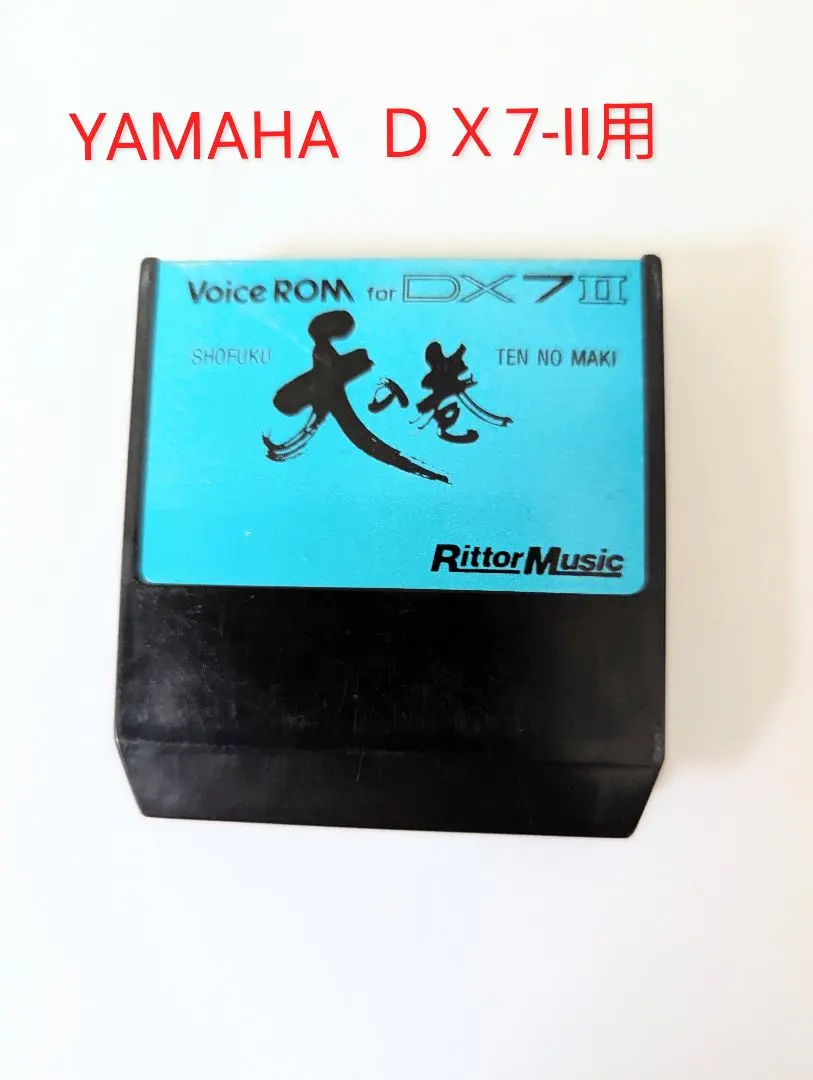 YAMAHA DX7-II用
Voice ROM for DX7II
SHOFUKU 天の巻 TEN NO MAKI
RittorMusic